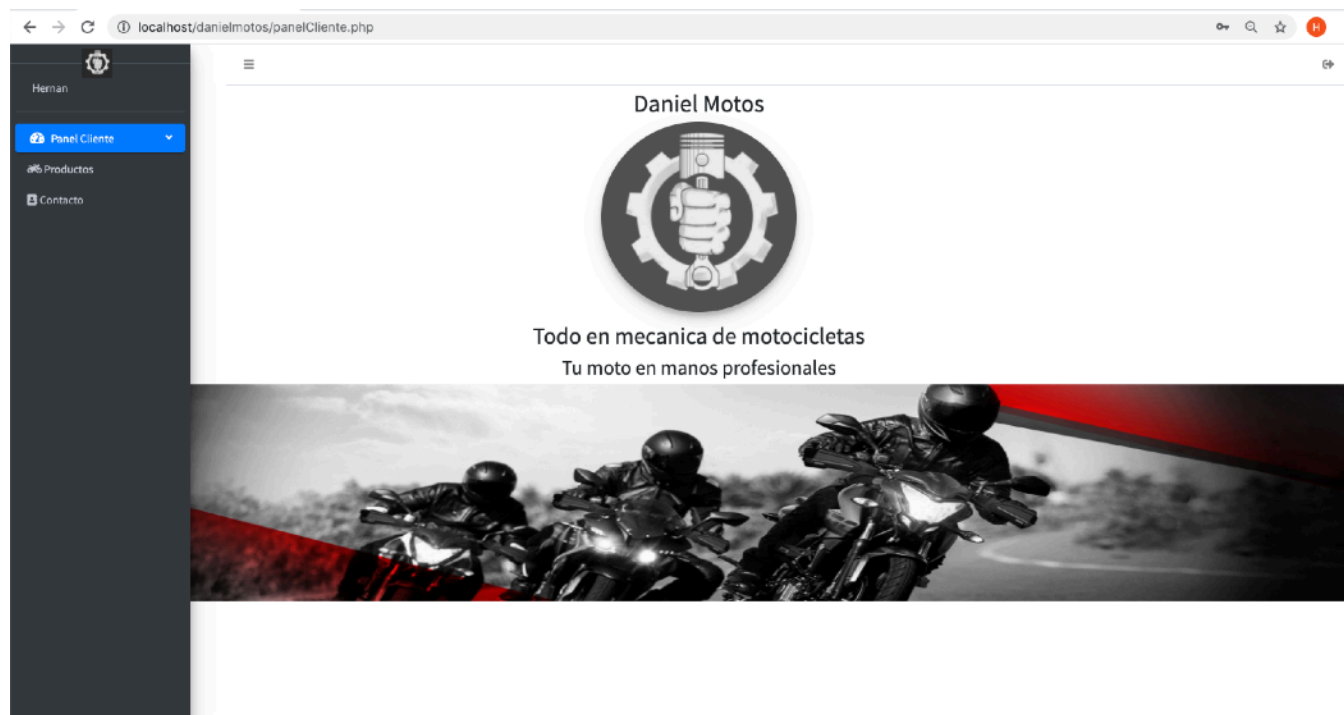 localhost/danielmotos/panelCliente.php
H
Hernan
Panel Cliente
Productos
Contacto
Daniel Motos
Todo en mecanica de motocicletas
Tu moto en manos profesionales